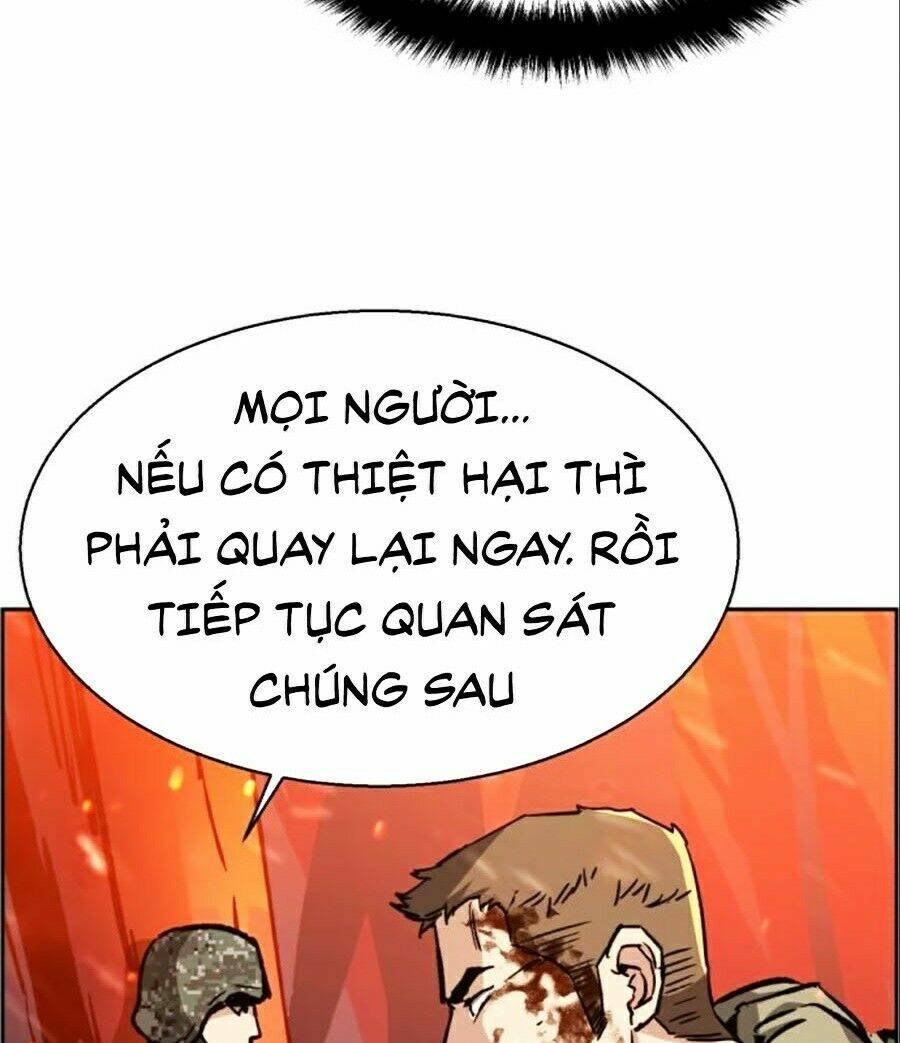 MỌI NGƯỜI...
NẾU CÓ THIỆT HẠI THÌ
PHẢI QUAY LẠI NGAY. RỒI
TIẾP TỤC QUAN SÁT
CHÚNG SAU